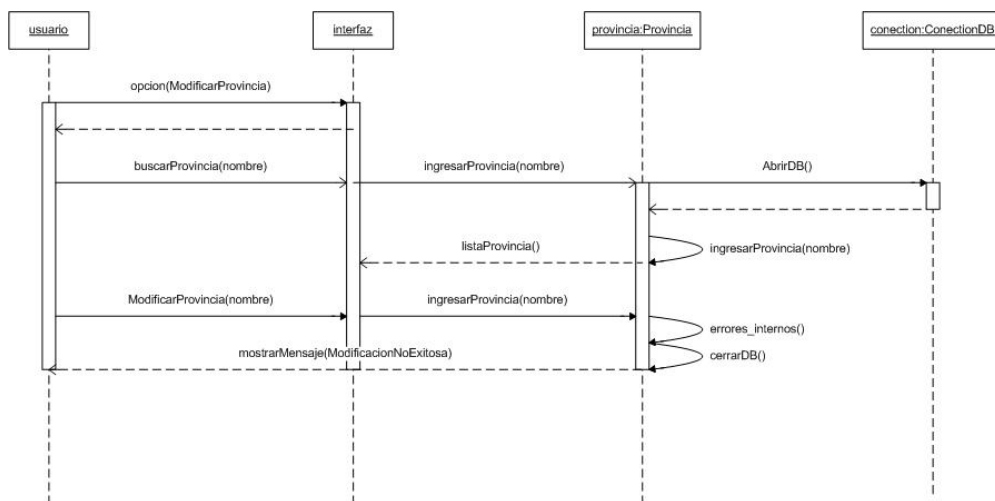 usuario
interfaz
provincia:Provincia
conection:ConectionDB
opcion(ModificarProvincia)
buscarProvincia(nombre)
ingresarProvincia(nombre)
AbrirDB()
listaProvincia()
ingresarProvincia(nombre)
ModificarProvincia(nombre)
ingresarProvincia(nombre)
errores_internos()
mostrarMensaje(ModificacionNoExitosa)
cerrarDB()